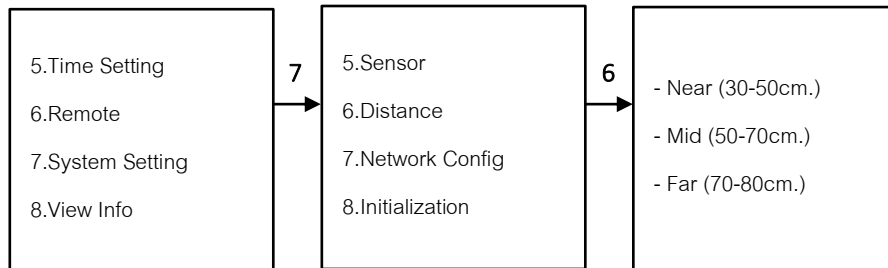 5.Time Setting
6.Remote
7.System Setting
8.View Info
7
5.Sensor
6.Distance
7.Network Config
8.Initialization
6
- Near (30-50cm.)
- Mid (50-70cm.)
- Far (70-80cm.)